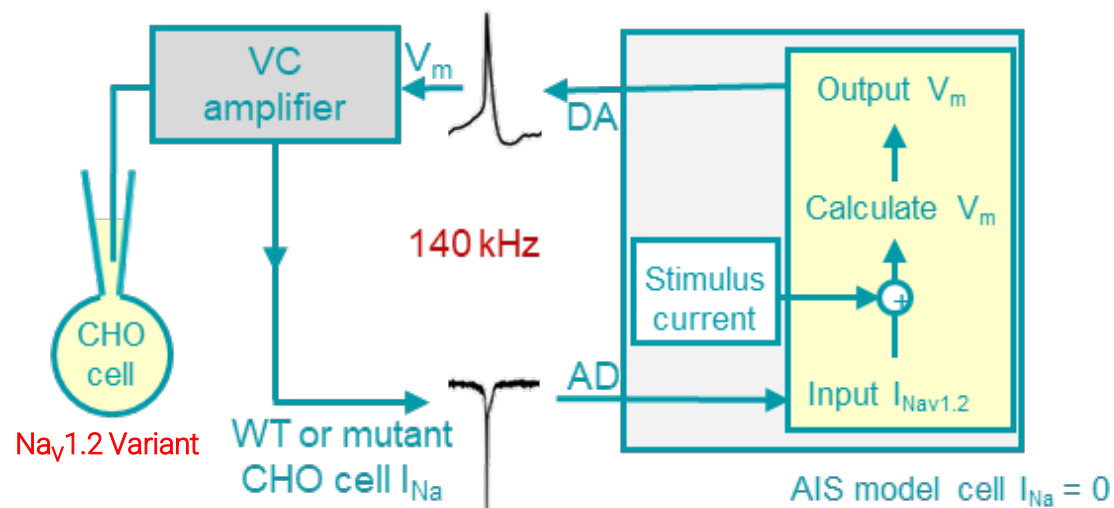 VC
amplifier
Vm
DA
Output Vm
Calculate Vm
140 kHz
Stimulus
current
+
CHO
cell
AD
Input INav1.2
NaV1.2 Variant
WT or mutant
CHO cell INa
AIS model cell INa = 0